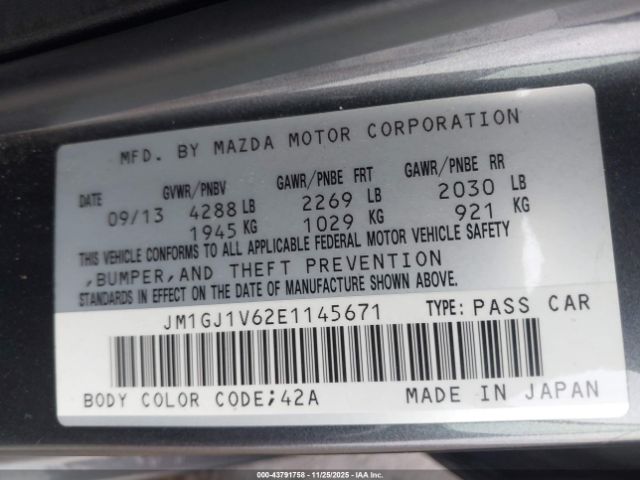 MFD. BY MAZDA MOTOR CORPORATION
DATE GVWR/PNBV GAWR/PNBE FRT GAWR/PNBE RR
09/13 4288 LB 2269 LB 2030 LB
1945 KG 1029 KG 921 KG
THIS VEHICLE CONFORMS TO ALL APPLICABLE FEDERAL MOTOR VEHICLE SAFETY
,BUMPER,AND THEFT PREVENTION
STANDARDS IN EFFECT ON THE DATE OF MANUFACTURE SHOWN ABOVE.
JM1GJ1V62E1145671 TYPE: PASS CAR
BODY COLOR CODE;42A MADE IN JAPAN
000-43791758 - 11/25/2025 - IAAI, Inc.